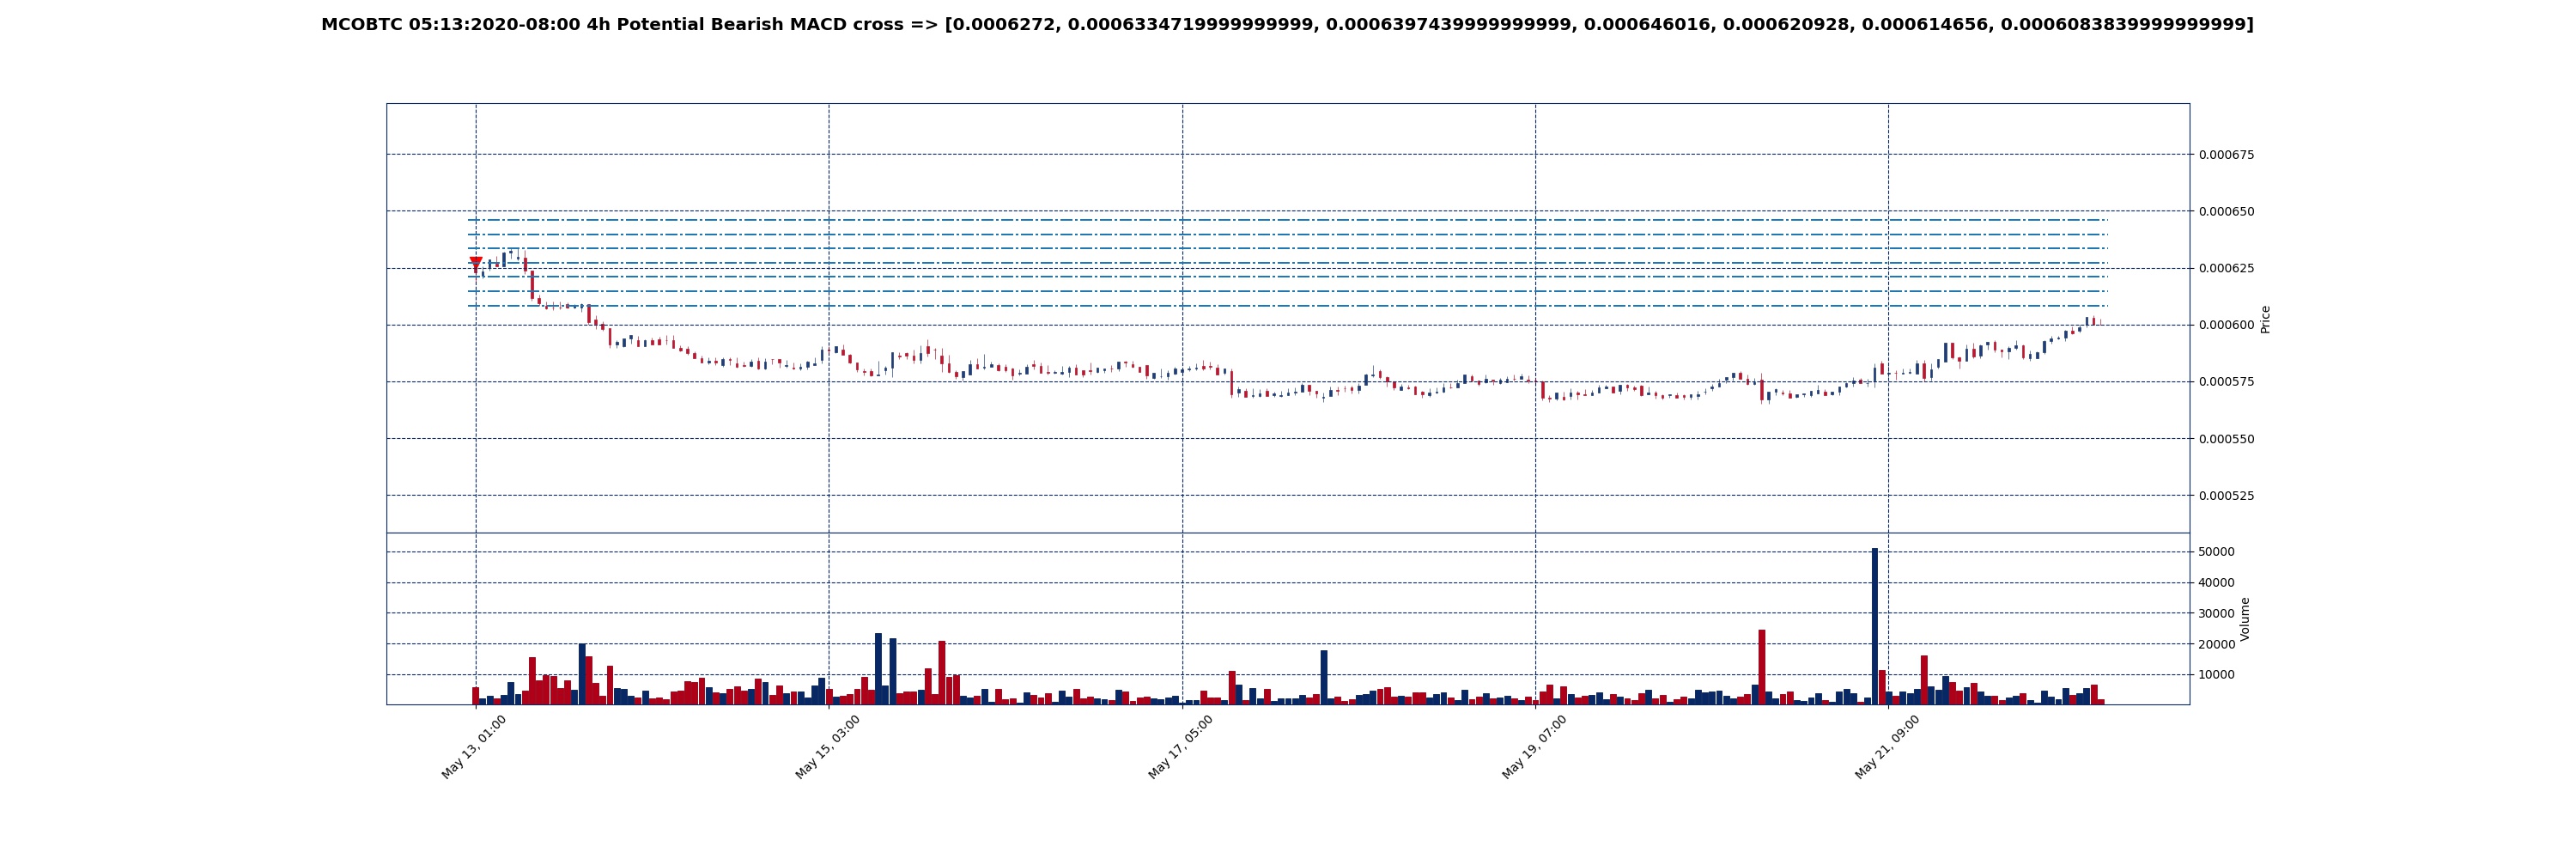 MCOBTC 05:13:2020-08:00 4h Potential Bearish MACD cross => [0.0006272, 0.0006334719999999999, 0.0006397439999999999, 0.000646016, 0.000620928, 0.000614656, 0.0006083839999999999]
0.000675
0.000650
0.000625
0.000600
0.000575
0.000550
0.000525
Price
50000
40000
30000
20000
10000
Volume
May 13, 01:00
May 15, 03:00
May 17, 05:00
May 19, 07:00
May 21, 09:00